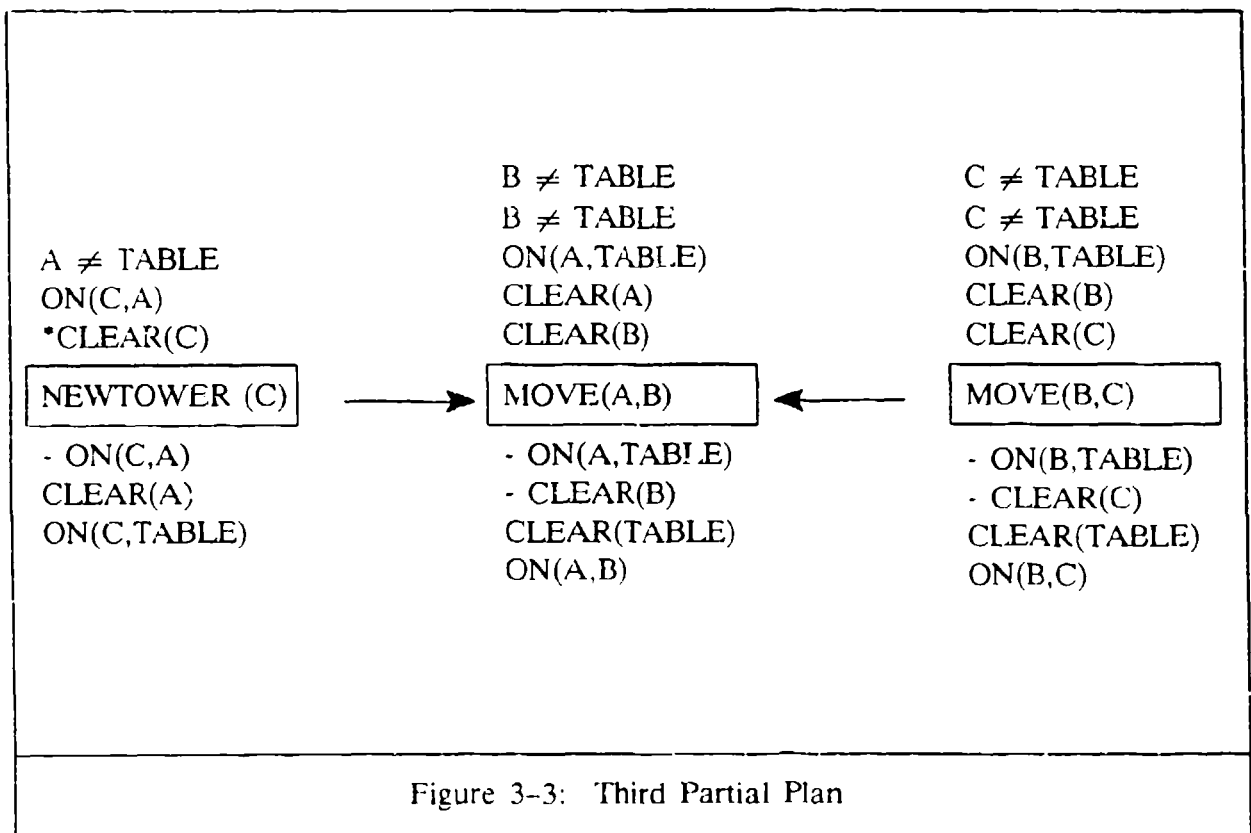 A ≠ TABLE
ON(C,A)
*CLEAR(C)
NEWTOWER (C)
- ON(C,A)
CLEAR(A)
ON(C,TABLE)
B ≠ TABLE
B ≠ TABLE
ON(A,TABLE)
CLEAR(A)
CLEAR(B)
MOVE(A,B)
- ON(A,TABLE)
- CLEAR(B)
CLEAR(TABLE)
ON(A,B)
C ≠ TABLE
C ≠ TABLE
ON(B,TABLE)
CLEAR(B)
CLEAR(C)
MOVE(B,C)
- ON(B,TABLE)
- CLEAR(C)
CLEAR(TABLE)
ON(B,C)
Figure 3-3: Third Partial Plan